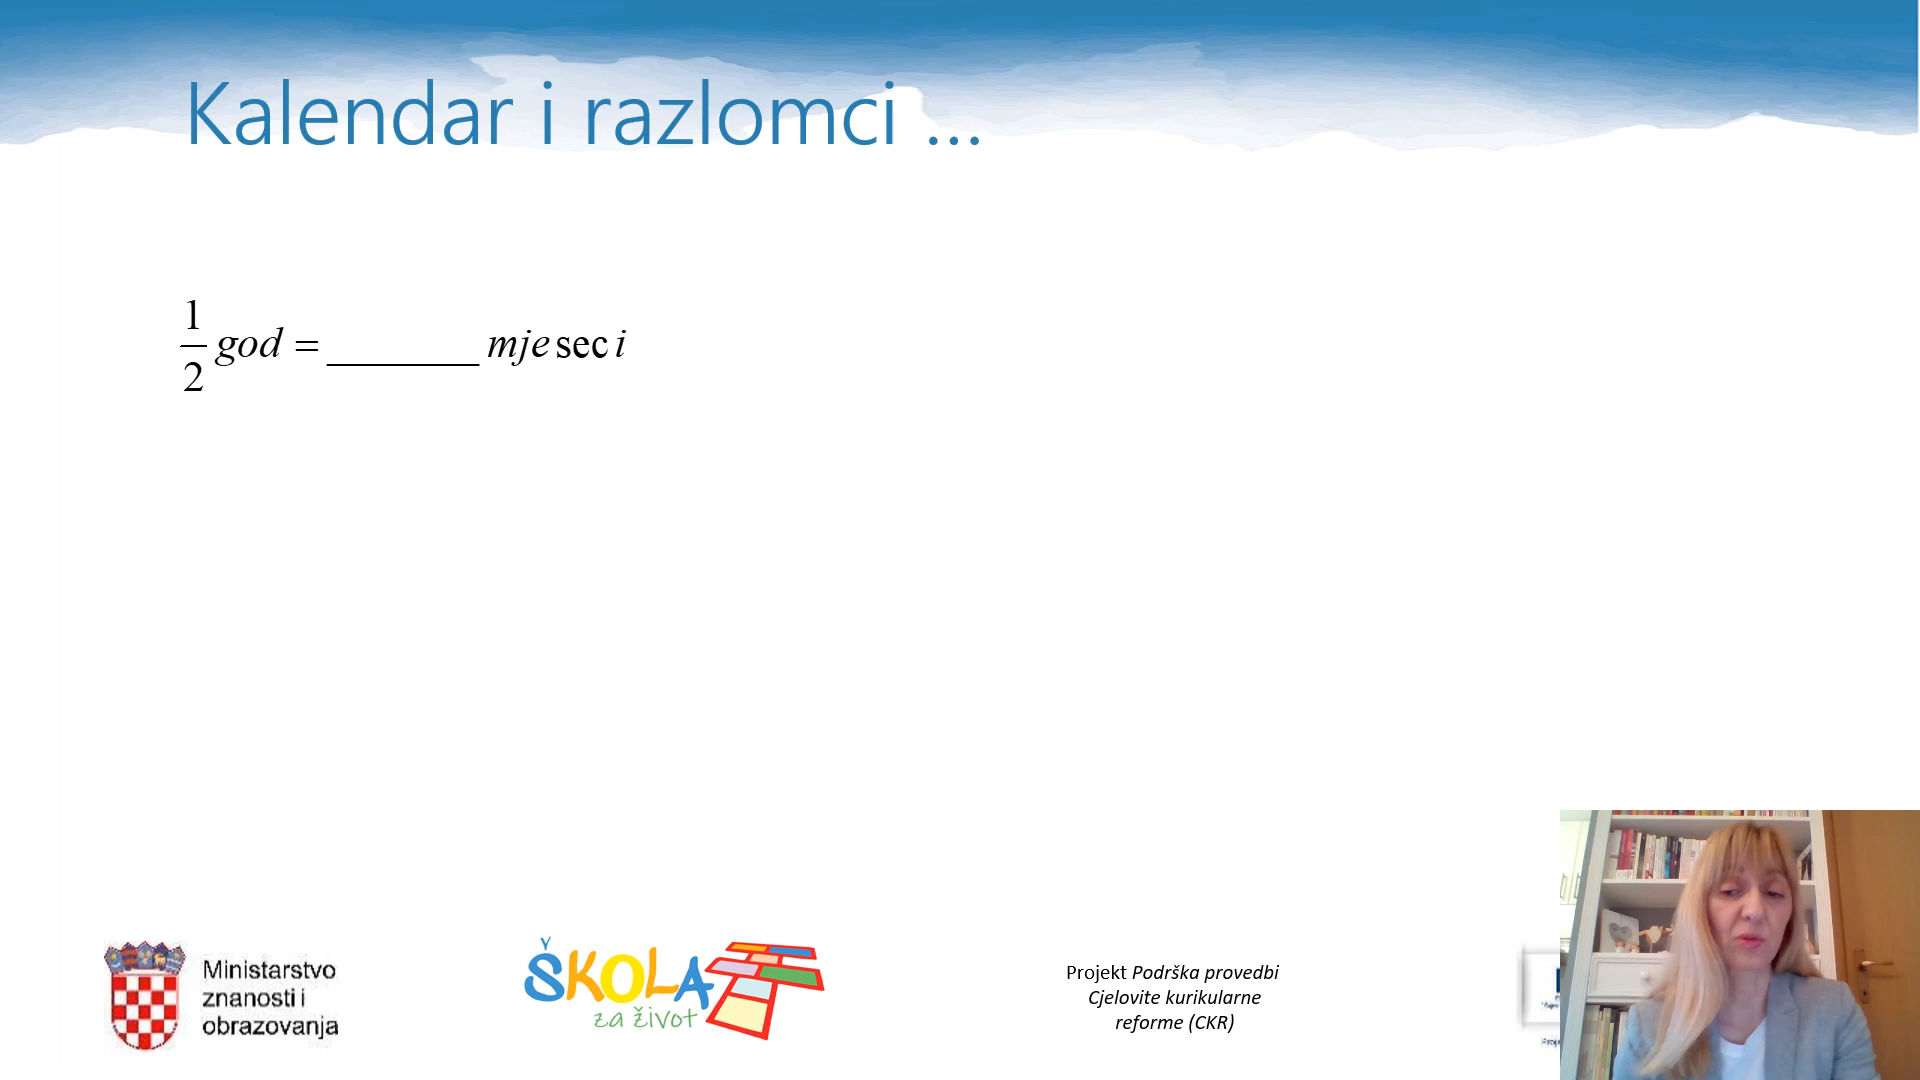 Kalendar i razlomci ...
1/2 god = _______ mjeseci
Ministarstvo
znanosti i
obrazovanja
ŠKOLA
za život
Projekt Podrška provedbi
Cjelovite kurikularne
reforme (CKR)